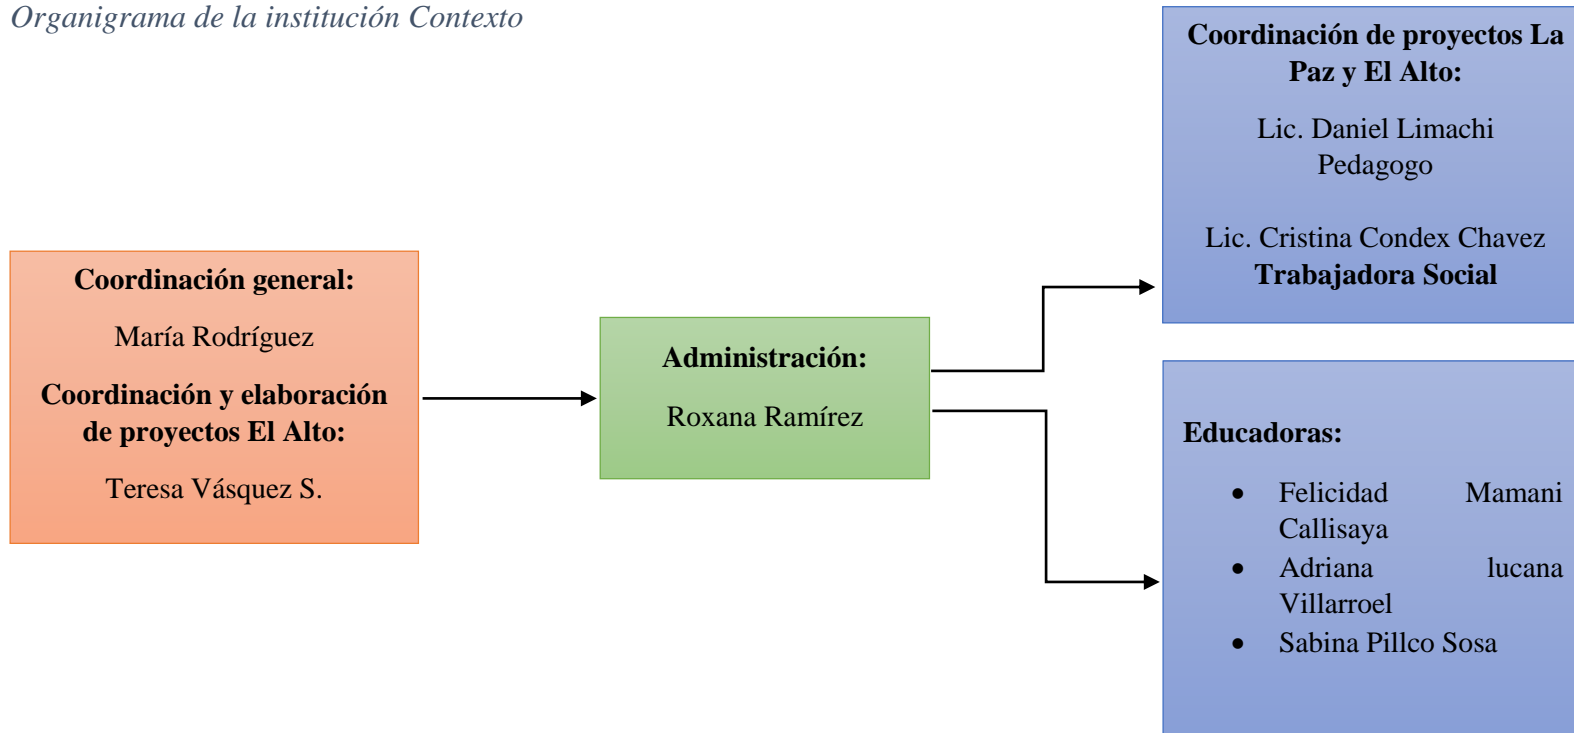 Organigrama de la institución Contexto
Coordinación general:
María Rodríguez
Coordinación y elaboración
de proyectos El Alto:
Teresa Vásquez S.
Administración:
Roxana Ramírez
Coordinación de proyectos La
Paz y El Alto:
Lic. Daniel Limachi
Pedagogo
Lic. Cristina Condex Chavez
Trabajadora Social
Educadoras:
• Felicidad Mamani
Callisaya
• Adriana lucana
Villarroel
• Sabina Pillco Sosa